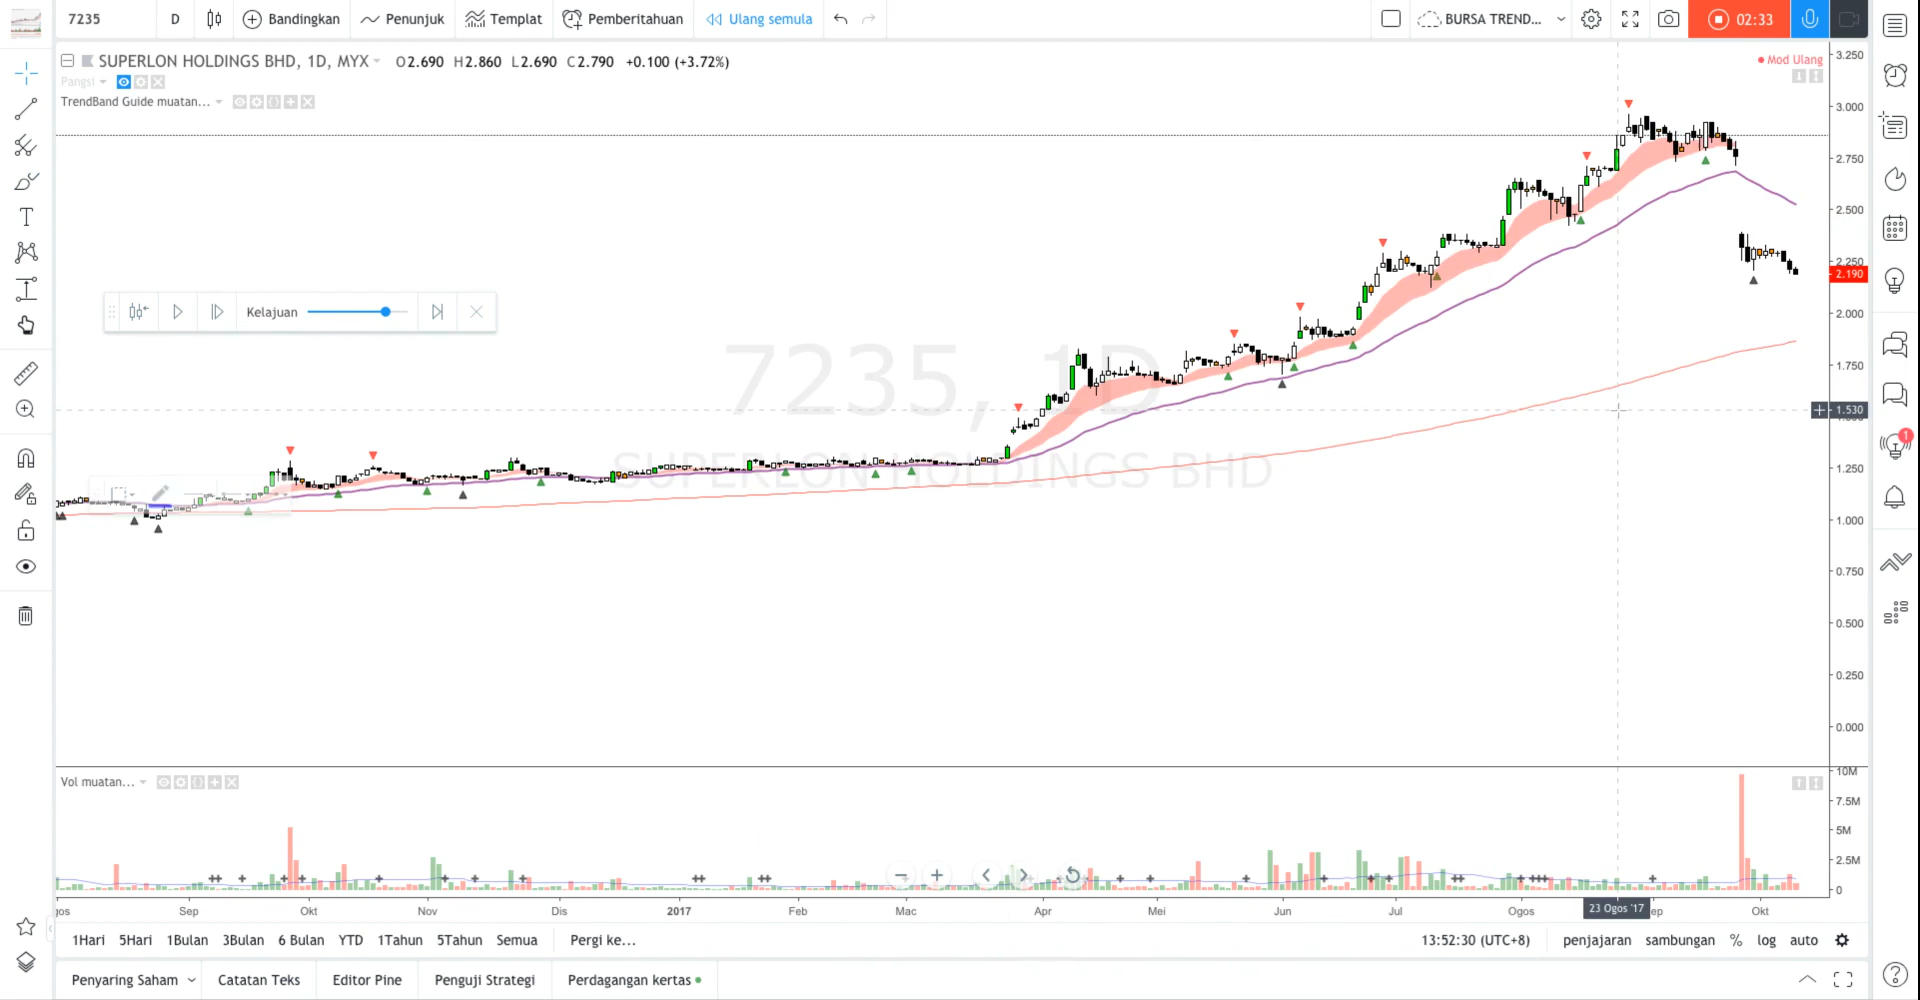 7235 D Bandingkan Penunjuk Templat Pemberitahuan Ulang semula BURSA TREND... 02:33
SUPERLON HOLDINGS BHD, 1D, MYX O2.690 H2.860 L2.690 C2.790 +0.100 (+3.72%)
Mod Ulang
Pangsi
TrendBand Guide muatan...
3.250
3.000
2.750
2.500
2.250
2.190
2.000
1.750
1.530
1.250
1.000
0.750
0.500
0.250
0.000
Kelajuan
7235, 1D
SUPERLON HOLDINGS BHD
Vol muatan...
10M
7.5M
5M
2.5M
0
Sep Okt Nov Dis 2017 Feb Mac Apr Mei Jun Jul Ogos 23 Ogos '17 Okt
1Hari 5Hari 1Bulan 3Bulan 6 Bulan YTD 1Tahun 5Tahun Semua Pergi ke... 13:52:30 (UTC+8) penjajaran sambungan % log auto
Penyaring Saham Catatan Teks Editor Pine Penguji Strategi Perdagangan kertas
1